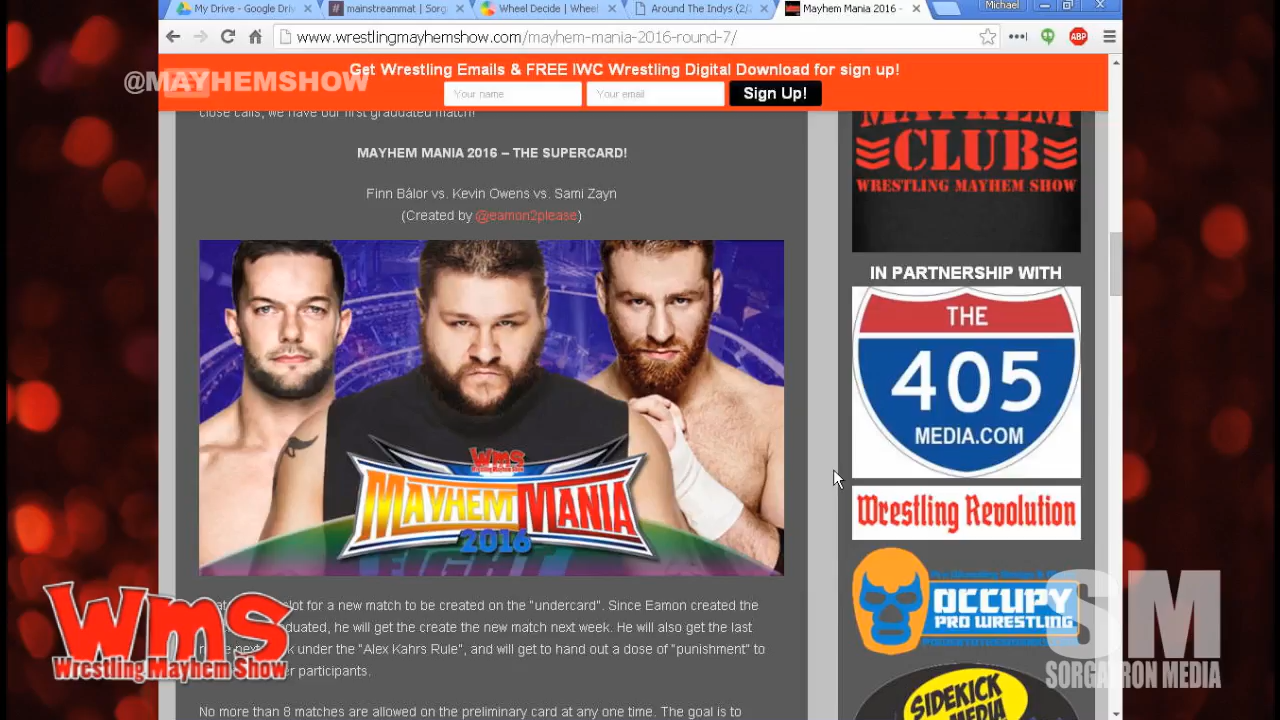 My Drive - Google Driv
mainstreammat | Sorg
Wheel Decide | Wheel
Around The Indys (2/2
Mayhem Mania 2016 -
Michael
www.wrestlingmayhemshow.com/mayhem-mania-2016-round-7/
ABP
@MAYHEMSHOW
Get Wrestling Emails & FREE IWC Wrestling Digital Download for sign up!
Your name
Your email
Sign Up!
close calls, we have our first graduated match!
MAYHEM MANIA 2016 – THE SUPERCARD!
Finn Bálor vs. Kevin Owens vs. Sami Zayn
(Created by @eamon2please)
WMS
MAYHEM MANIA
2016
FIGHT
lot for a new match to be created on the "undercard". Since Eamon created the
duated, he will get the create the new match next week. He will also get the last
next k under the "Alex Kahrs Rule", and will get to hand out a dose of "punishment" to
er participants.
No more than 8 matches are allowed on the preliminary card at any one time. The goal is to
MAYHEM
CLUB
WRESTLING MAYHEM SHOW
IN PARTNERSHIP WITH
THE
405
MEDIA.COM
Wrestling Revolution
OCCUPY
PRO WRESTLING
SIDEKICK
MEDIA
WMS
Wrestling Mayhem Show
SM
SORGATRON MEDIA